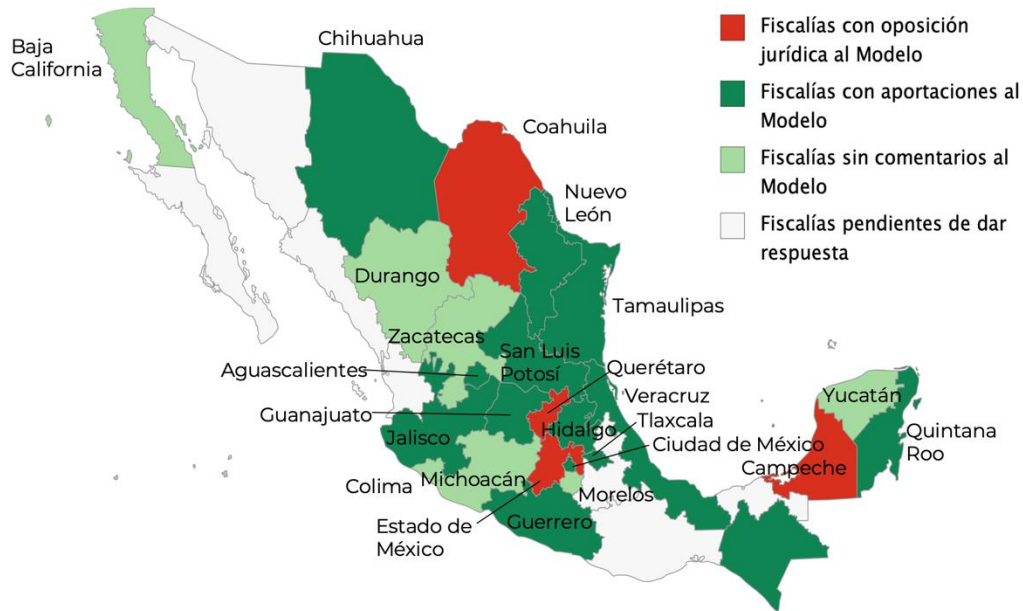 Baja
California
Chihuahua
Coahuila
Nuevo
León
Durango
Tamaulipas
Zacatecas
San Luis
Potosí
Aguascalientes
Querétaro
Guanajuato
Veracruz
Tlaxcala
Hidalgo
Ciudad de México
Jalisco
Michoacán
Colima
Morelos
Estado de
México
Guerrero
Yucatán
Quintana
Roo
Campeche
Fiscalías con oposición
jurídica al Modelo
Fiscalías con aportaciones al
Modelo
Fiscalías sin comentarios al
Modelo
Fiscalías pendientes de dar
respuesta